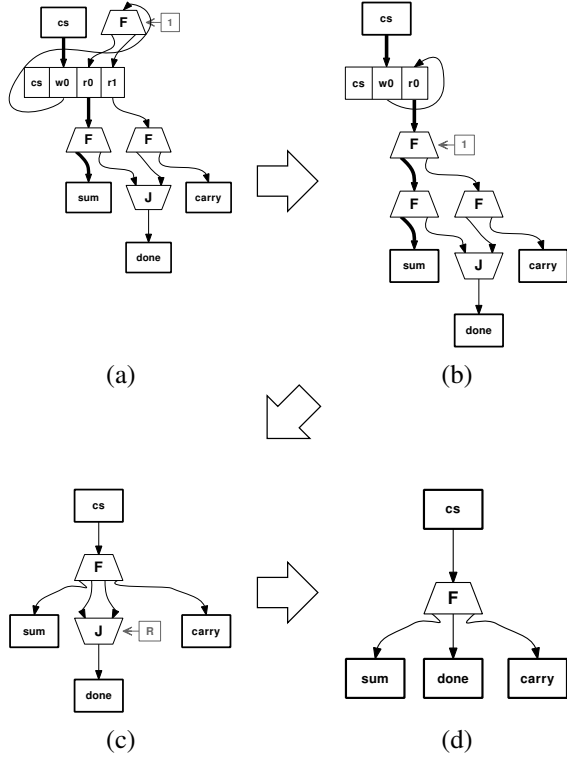 cs
F
1
cs w0 r0 r1
F F
sum J carry
done
(a)
cs
cs w0 r0
F 1
F F
sum J carry
done
(b)
cs
F
sum J R carry
done
(c)
cs
F
sum done carry
(d)